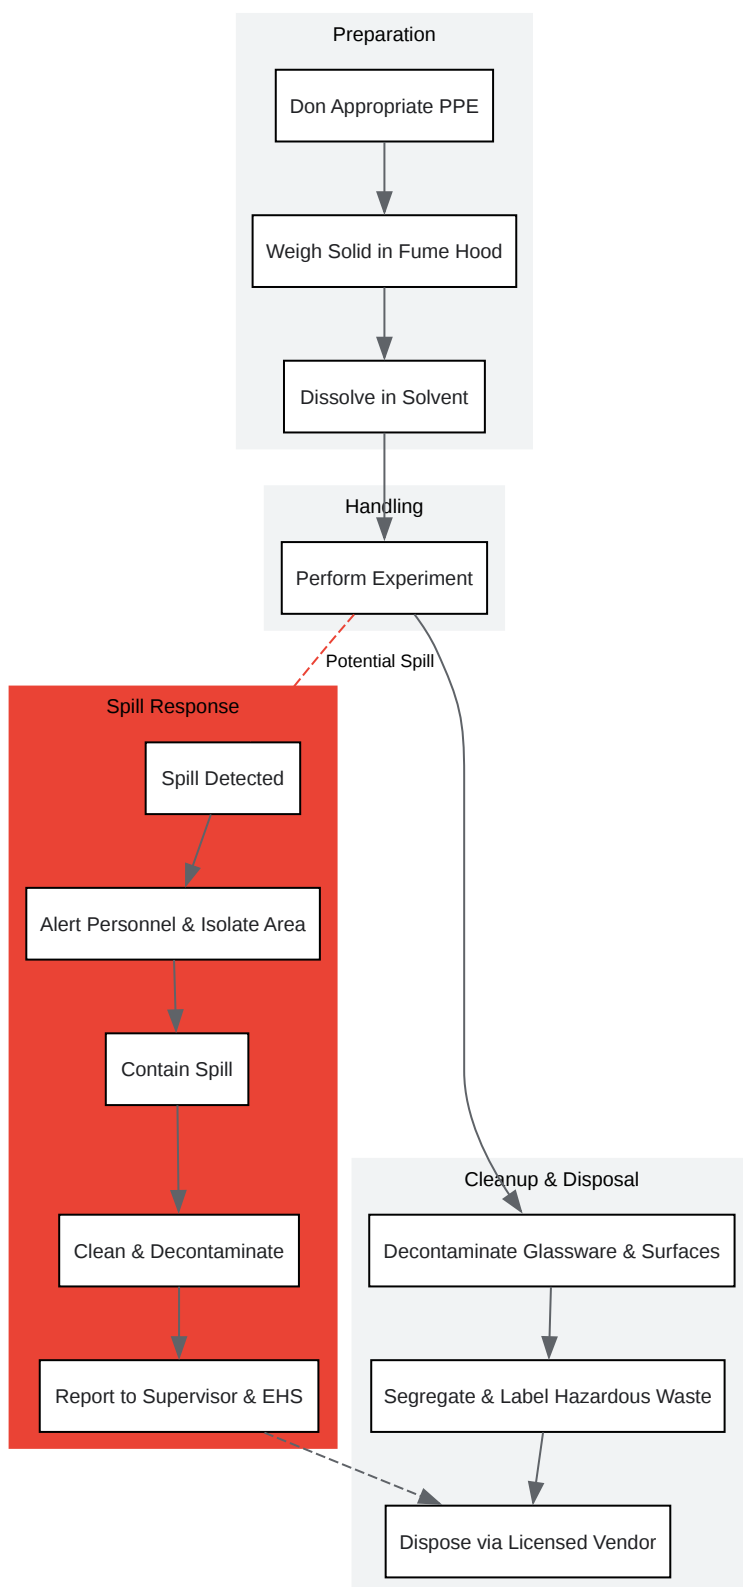 Preparation
Don Appropriate PPE
Weigh Solid in Fume Hood
Dissolve in Solvent
Handling
Perform Experiment
Potential Spill
Spill Response
Spill Detected
Alert Personnel & Isolate Area
Contain Spill
Clean & Decontaminate
Report to Supervisor & EHS
Cleanup & Disposal
Decontaminate Glassware & Surfaces
Segregate & Label Hazardous Waste
Dispose via Licensed Vendor